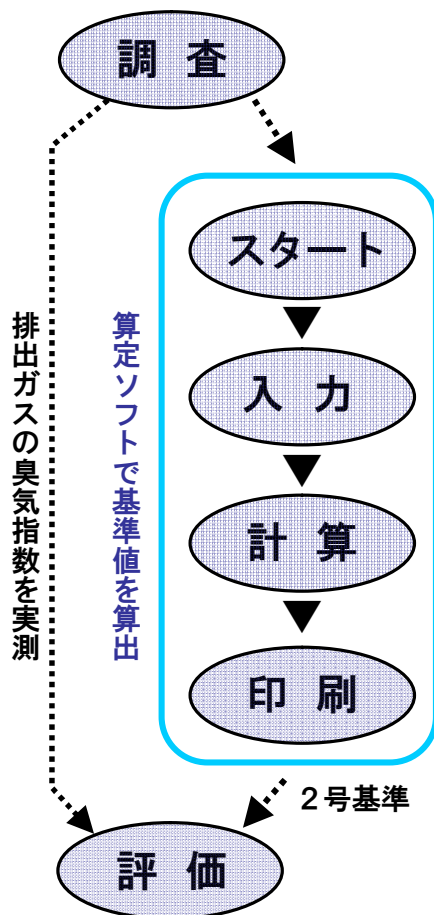 調 査
スタート
入 力
計 算
印 刷
排出ガスの臭気指数を実測
算定ソフトで基準値を算出
２号基準
評 価